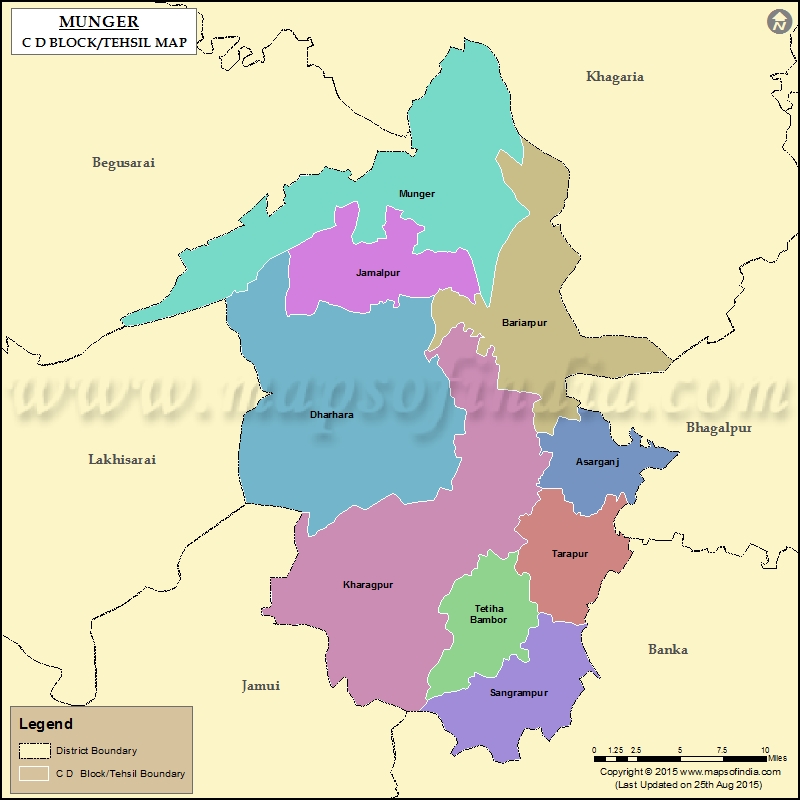 MUNGER
C D BLOCK/TEHSIL MAP
N
Khagaria
Begusarai
Munger
Jamalpur
Bariarpur
www.mapsofindia.com
Dharhara
Bhagalpur
Lakhisarai
Asarganj
Tarapur
Kharagpur
Tetiha
Bambor
Banka
Jamui
Sangrampur
Legend
District Boundary
C D Block/Tehsil Boundary
0 1.25 2.5 5 7.5 10
Miles
Copyright © 2015 www.mapsofindia.com
(Last Updated on 25th Aug 2015)